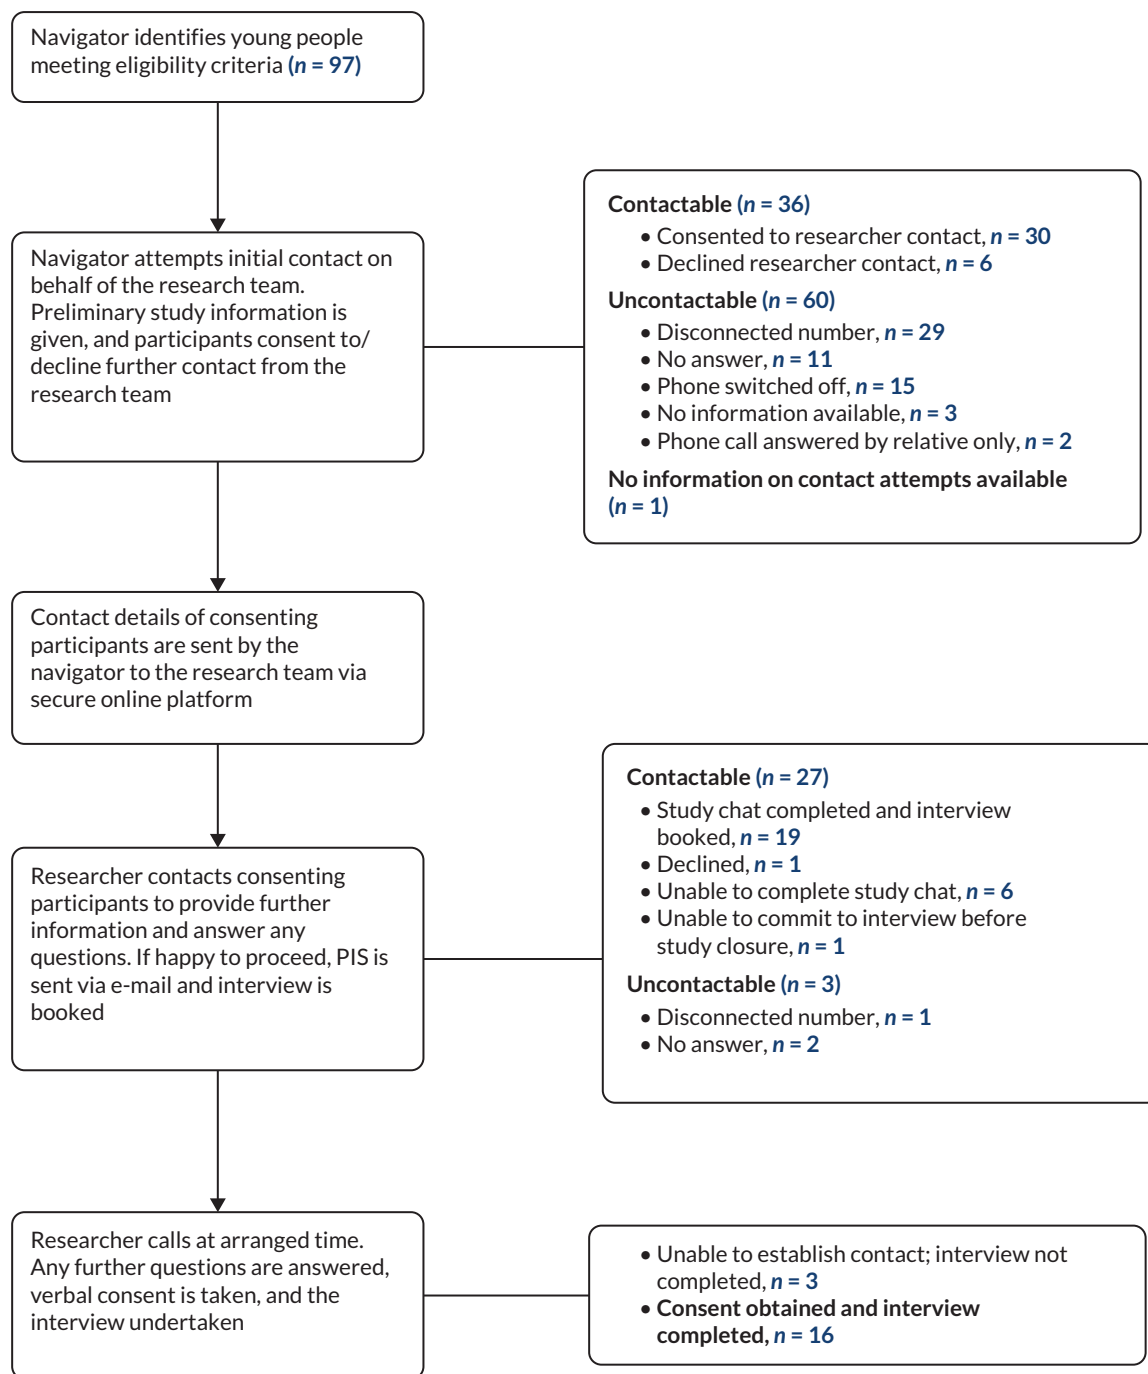 Navigator identifies young people
meeting eligibility criteria (n = 97)
Navigator attempts initial contact on
behalf of the research team.
Preliminary study information is
given, and participants consent to/
decline further contact from the
research team
Contactable (n = 36)
• Consented to researcher contact, n = 30
• Declined researcher contact, n = 6
Uncontactable (n = 60)
• Disconnected number, n = 29
• No answer, n = 11
• Phone switched off, n = 15
• No information available, n = 3
• Phone call answered by relative only, n = 2
No information on contact attempts available
(n = 1)
Contact details of consenting
participants are sent by the
navigator to the research team via
secure online platform
Researcher contacts consenting
participants to provide further
information and answer any
questions. If happy to proceed, PIS is
sent via e-mail and interview is
booked
Contactable (n = 27)
• Study chat completed and interview
booked, n = 19
• Declined, n = 1
• Unable to complete study chat, n = 6
• Unable to commit to interview before
study closure, n = 1
Uncontactable (n = 3)
• Disconnected number, n = 1
• No answer, n = 2
Researcher calls at arranged time.
Any further questions are answered,
verbal consent is taken, and the
interview undertaken
• Unable to establish contact; interview not
completed, n = 3
• Consent obtained and interview
completed, n = 16